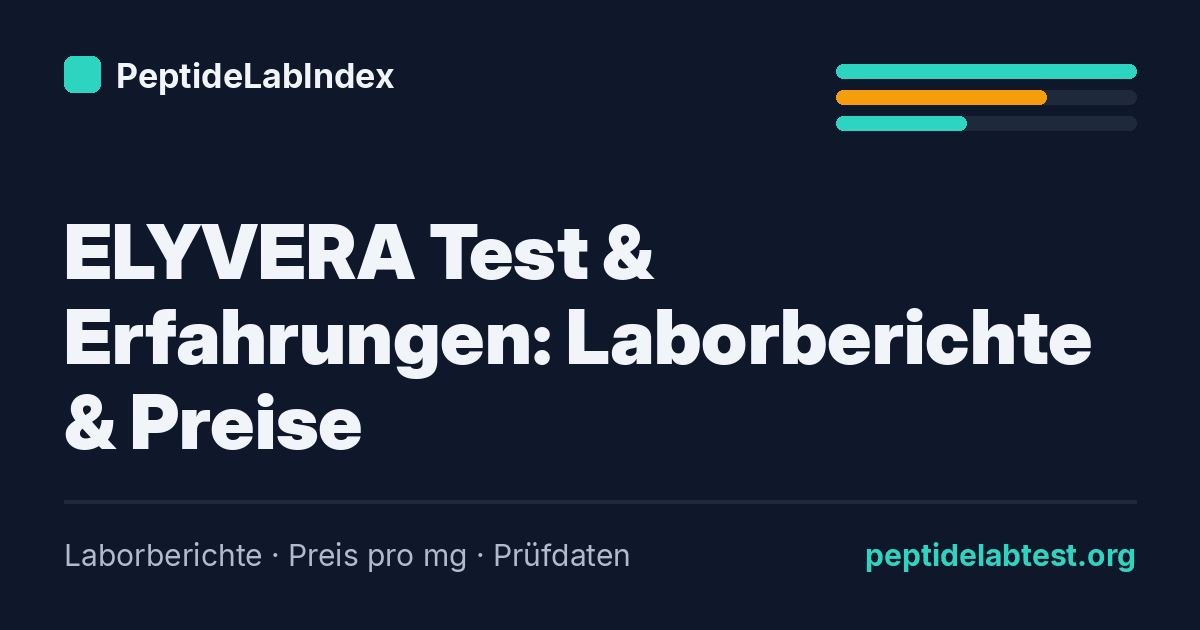 PeptideLabIndex
ELYVERA Test &
Erfahrungen: Laborberichte
& Preise
Laborberichte · Preis pro mg · Prüfdaten
peptidelabtest.org